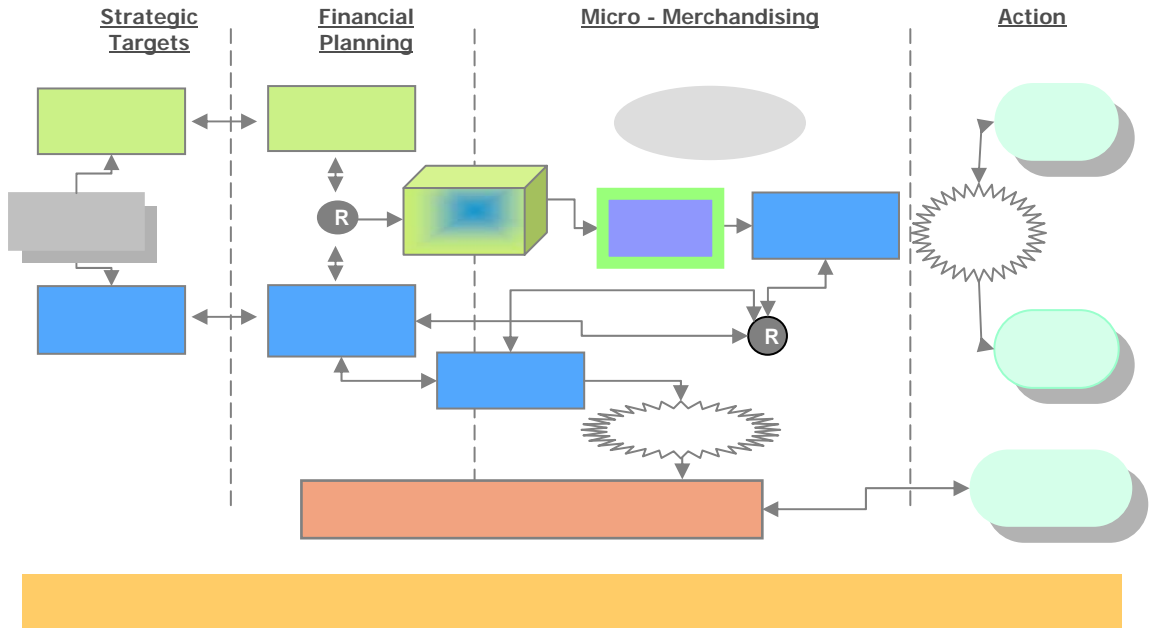 Strategic
Targets
Financial
Planning
Micro - Merchandising
Action
R
R